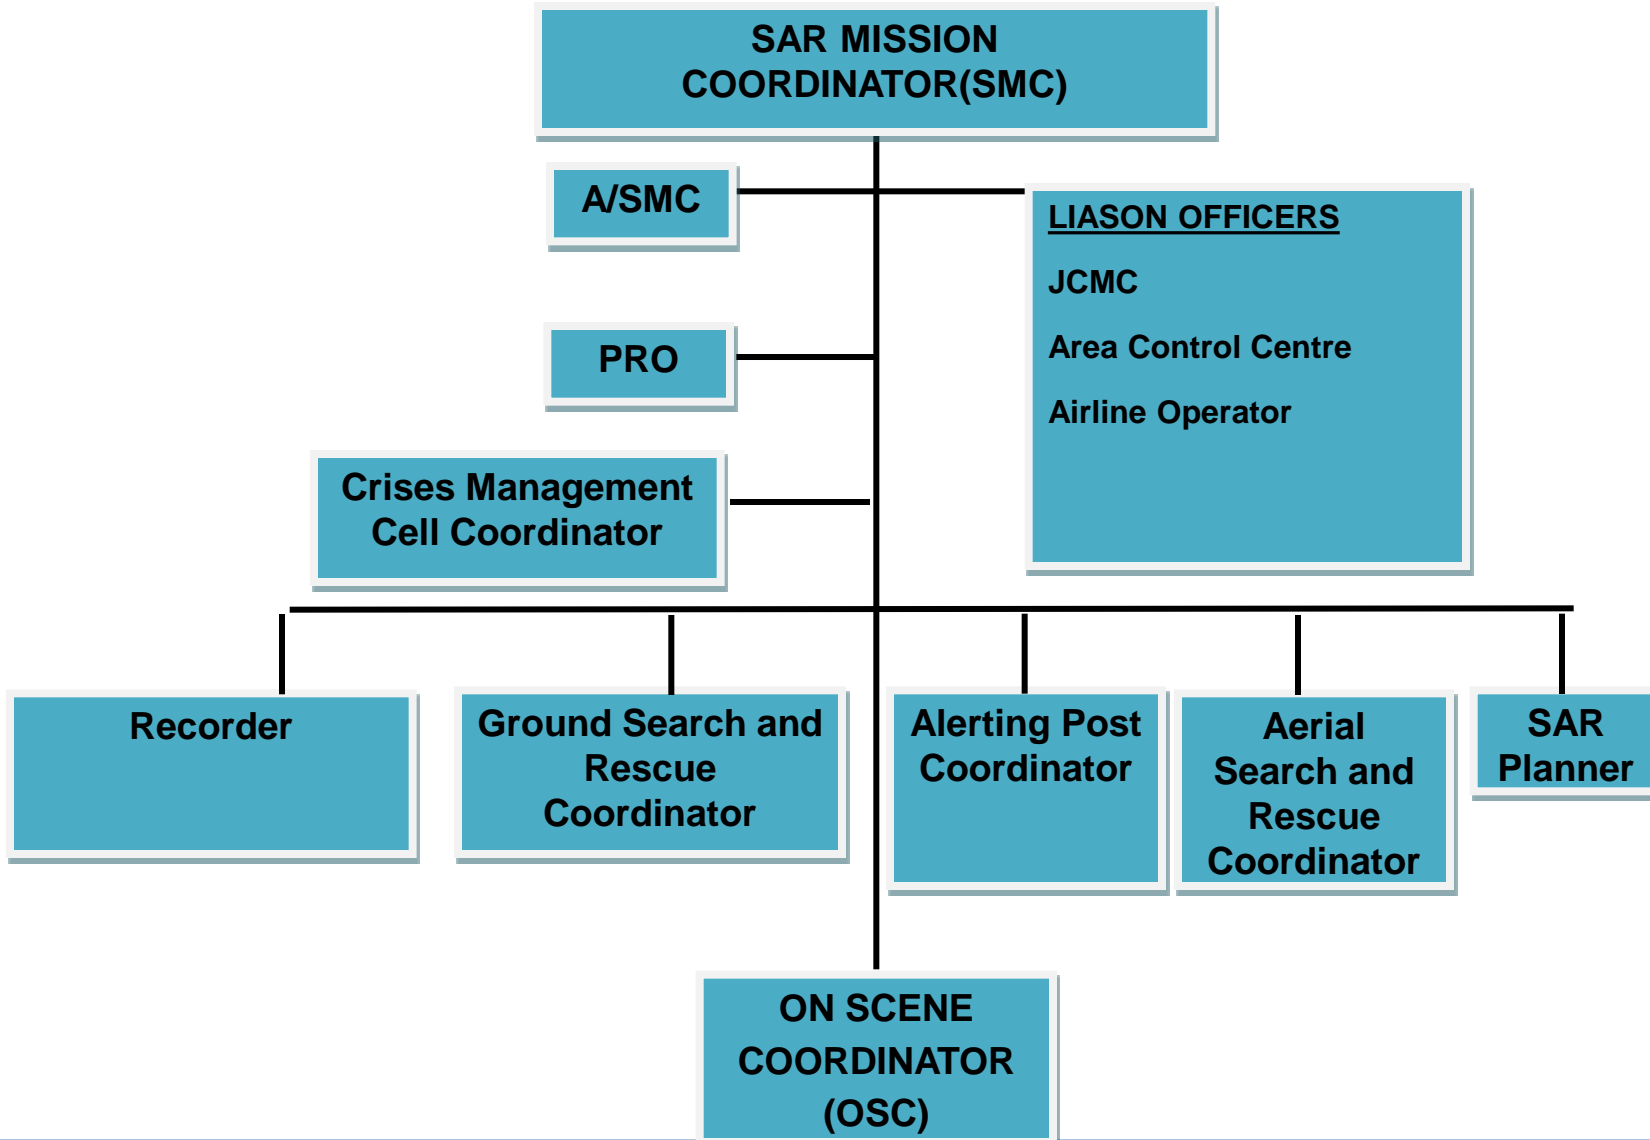 SAR MISSION
COORDINATOR(SMC)
A/SMC
LIASON OFFICERS
JCMC
Area Control Centre
Airline Operator
PRO
Crises Management
Cell Coordinator
Recorder
Ground Search and
Rescue
Coordinator
Alerting Post
Coordinator
Aerial
Search and
Rescue
Coordinator
SAR
Planner
ON SCENE
COORDINATOR
(OSC)